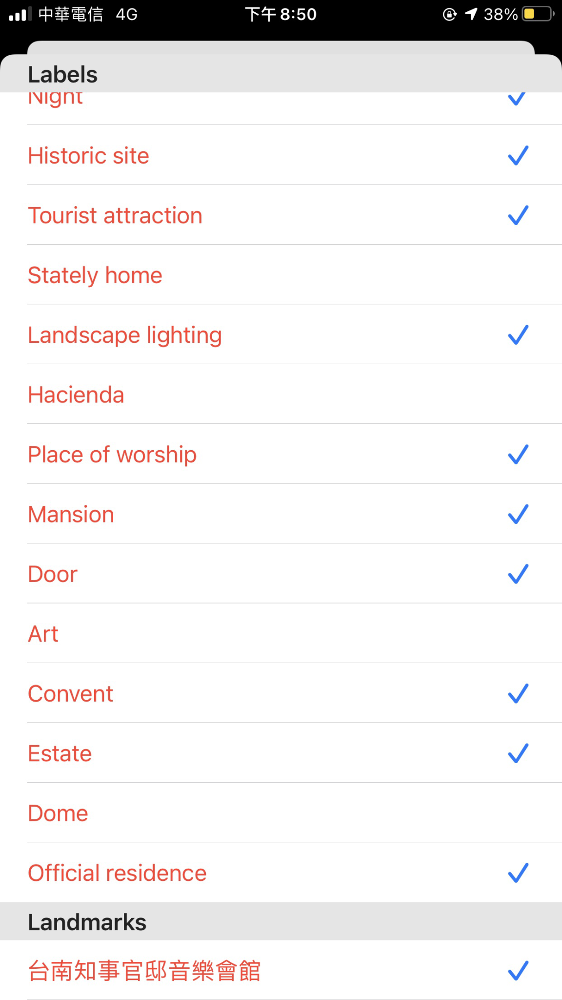 中華電信 4G 下午 8:50 38%
Labels
Night
Historic site
Tourist attraction
Stately home
Landscape lighting
Hacienda
Place of worship
Mansion
Door
Art
Convent
Estate
Dome
Official residence
Landmarks
台南知事官邸音樂會館